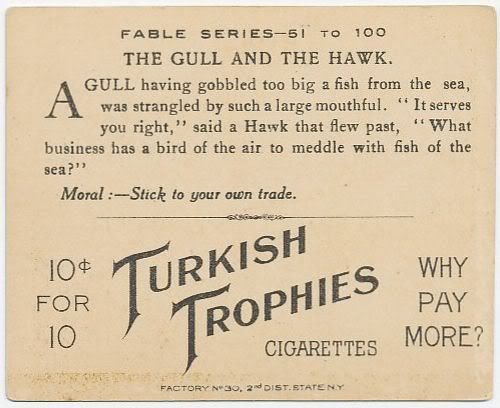 FABLE SERIES—51 TO 100
THE GULL AND THE HAWK.
A GULL having gobbled too big a fish from the sea,
was strangled by such a large mouthful. "It serves
you right," said a Hawk that flew past, "What
business has a bird of the air to meddle with fish of the
sea?"
Moral:—Stick to your own trade.
10¢
FOR
10
TURKISH
TROPHIES
CIGARETTES
WHY
PAY
MORE?
FACTORY No 30, 2nd DIST. STATE N.Y.